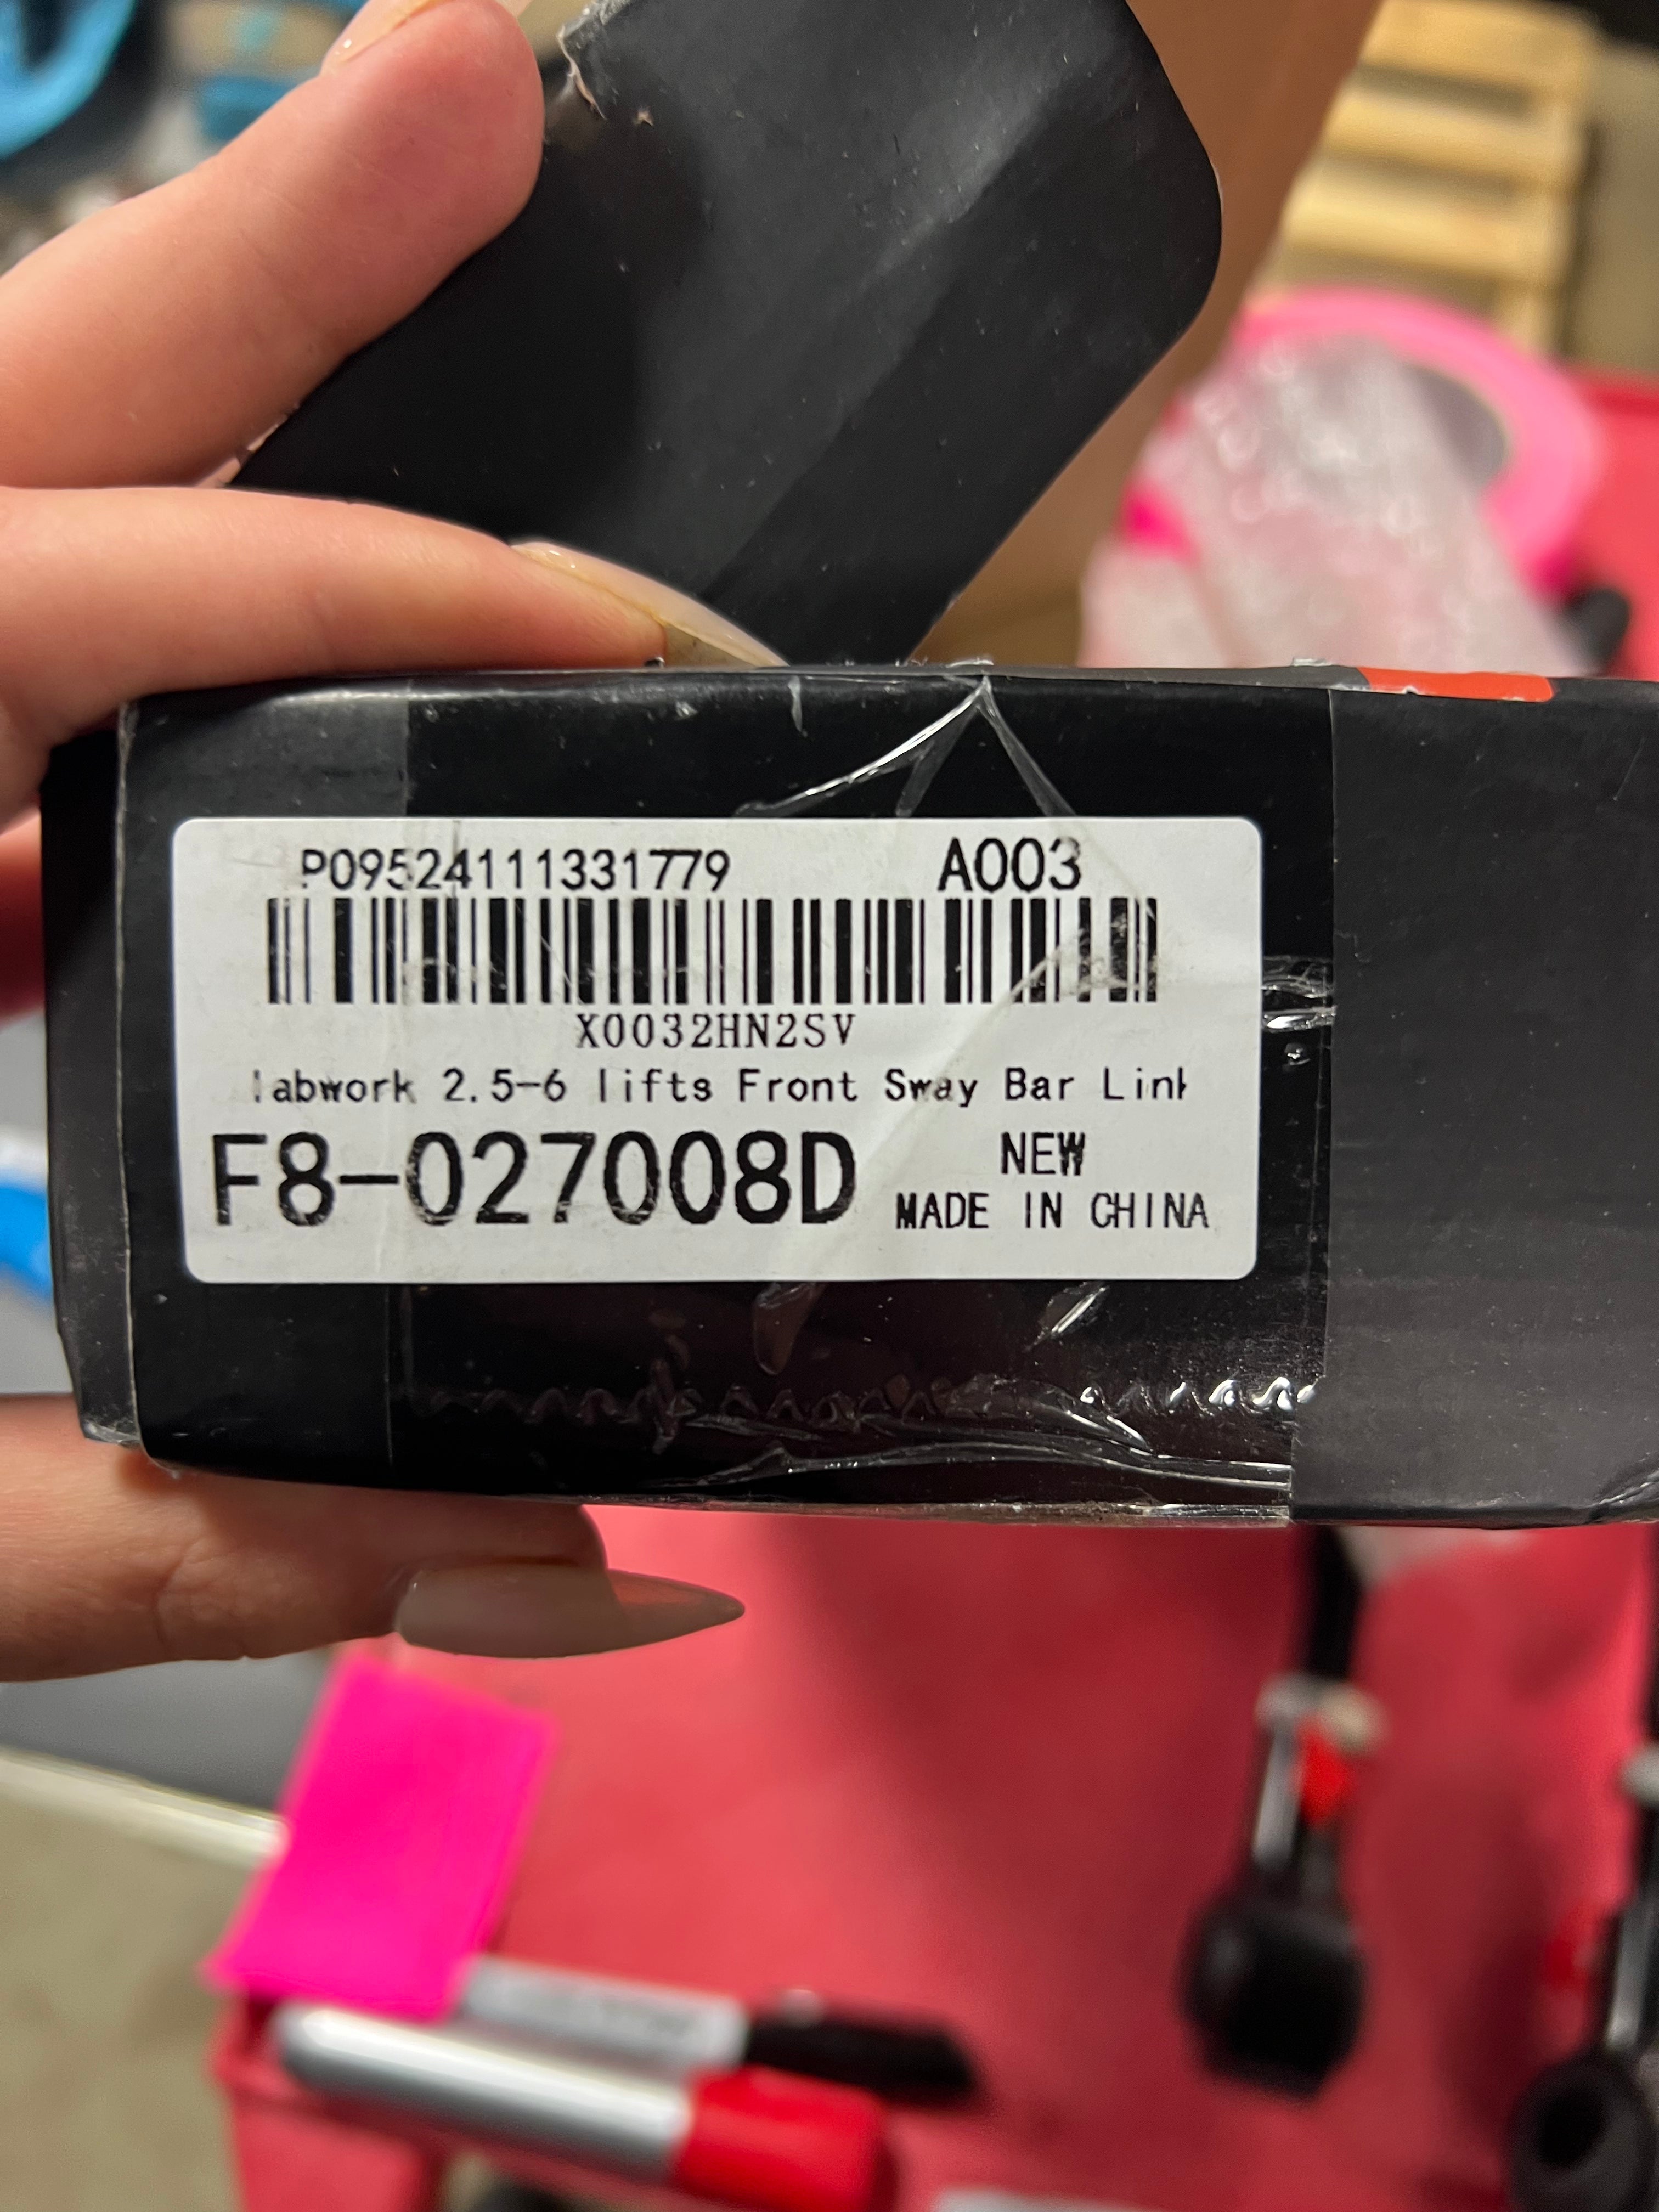 P09524111331779 A003
X0032HN2SV
labwork 2.5-6 lifts Front Sway Bar Link
F8-027008D NEW
MADE IN CHINA